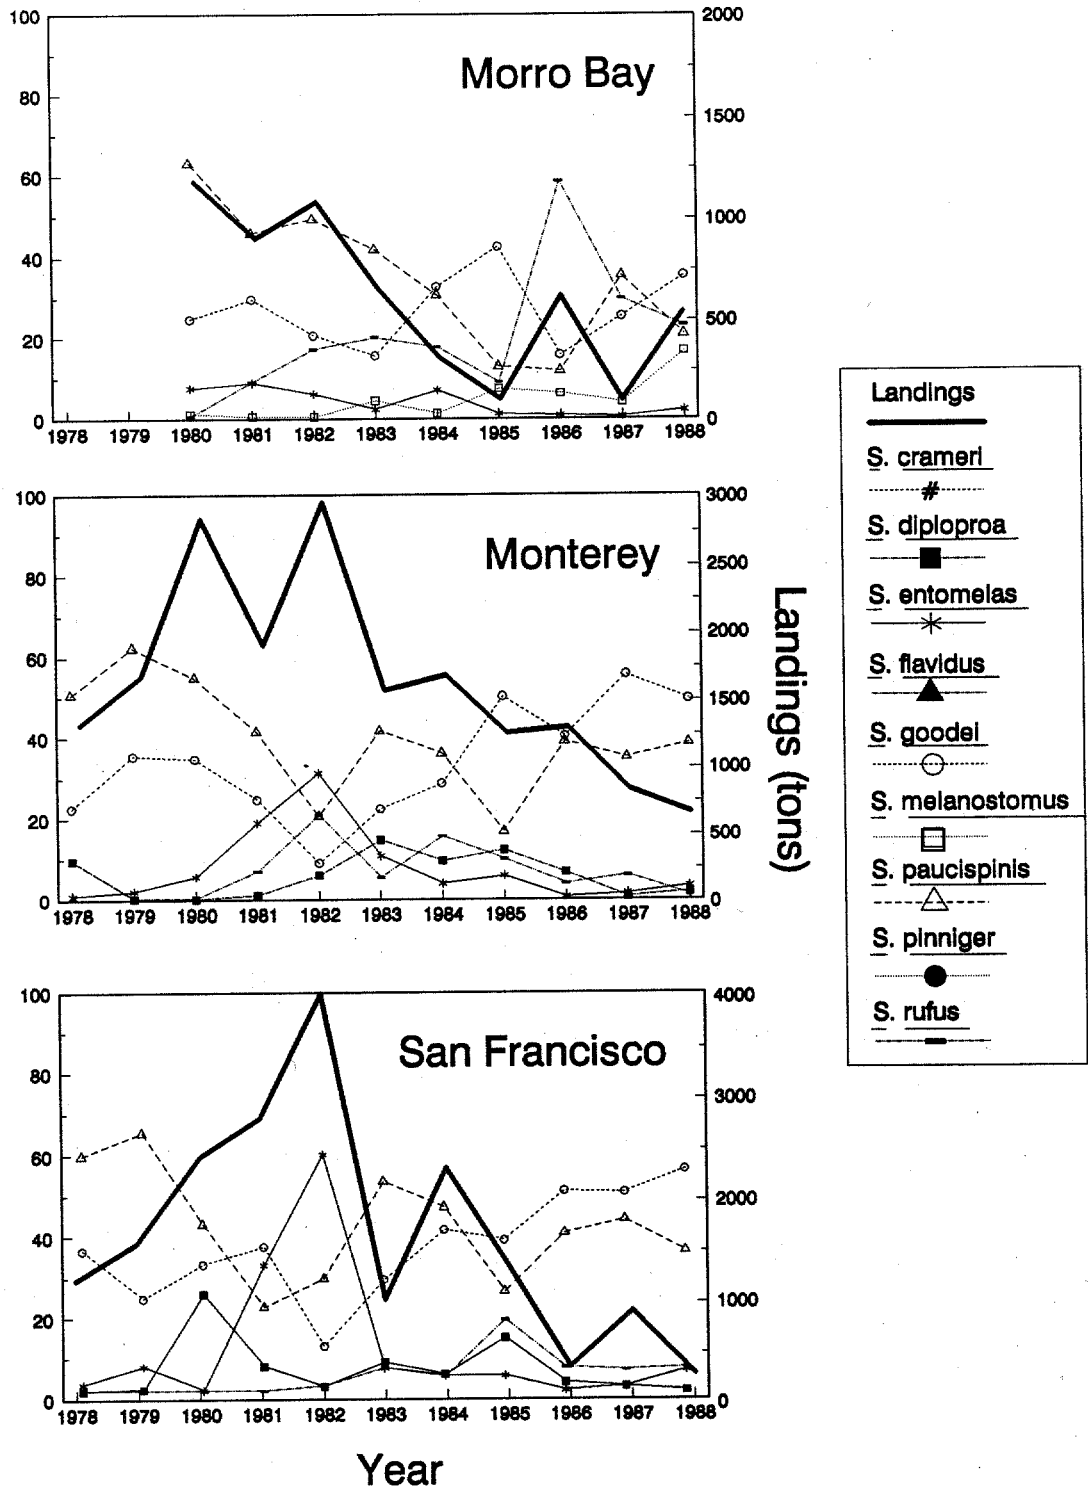 100
80
60
40
20
0
2000
1500
1000
500
0
Morro Bay
1978 1979 1980 1981 1982 1983 1984 1985 1986 1987 1988
100
80
60
40
20
0
3000
2500
2000
1500
1000
500
0
Monterey
1978 1979 1980 1981 1982 1983 1984 1985 1986 1987 1988
100
80
60
40
20
0
4000
3000
2000
1000
0
San Francisco
1978 1979 1980 1981 1982 1983 1984 1985 1986 1987 1988
Year
Landings (tons)
Landings
S. crameri
#
S. diploproa
S. entomelas
S. flavidus
S. goodei
S. melanostomus
S. paucispinis
S. pinniger
S. rufus